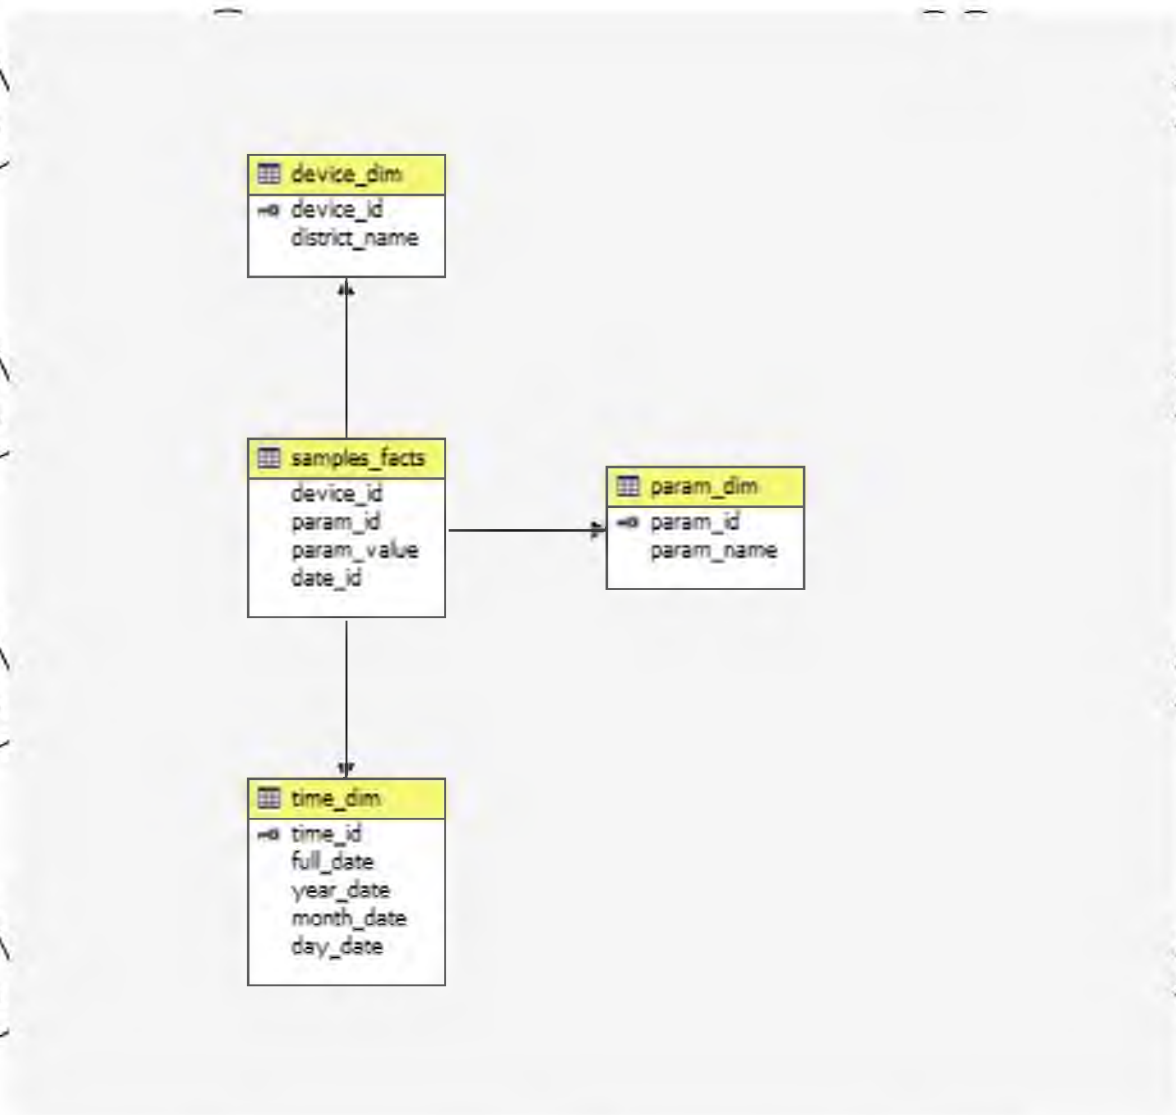 device_dim
device_id
district_name
samples_facts
device_id
param_id
param_value
date_id
param_dim
param_id
param_name
time_dim
time_id
full_date
year_date
month_date
day_date